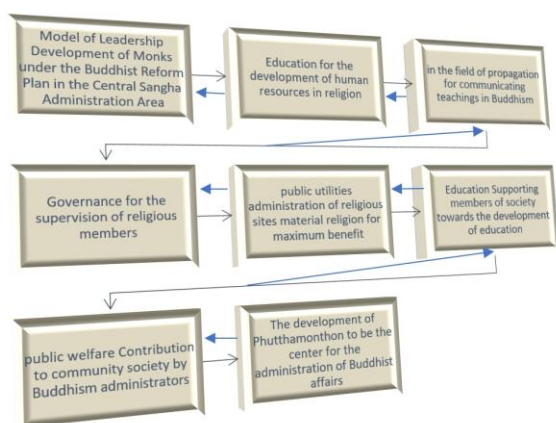 Model of Leadership
Development of Monks
under the Buddhist Reform
Plan in the Central Sangha
Administration Area
Education for the
development of human
resources in religion
in the field of propagation
for communicating
teachings in Buddhism
Governance for the
supervision of religious
members
public utilities
administration of religious
sites material religion for
maximum benefit
Education Supporting
members of society
towards the development
of education
public welfare Contribution
to community society by
Buddhism administrators
The development of
Phutthamonthon to be the
center for the
administration of Buddhist
affairs